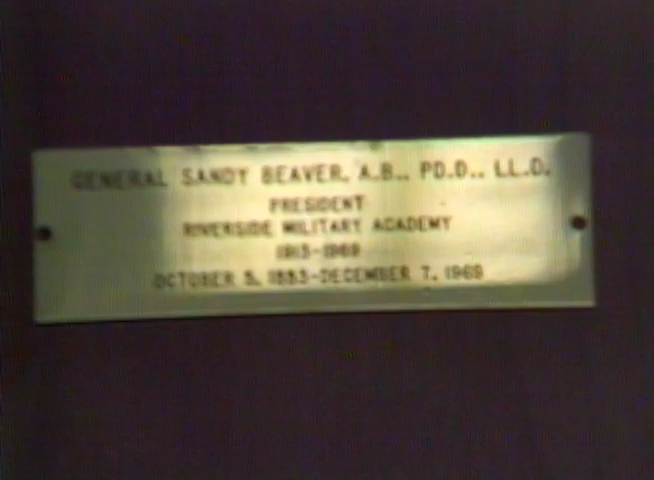 GENERAL SANDY BEAVER, A.B., PD.D., LL.D.
PRESIDENT
RIVERSIDE MILITARY ACADEMY
1913-1969
OCTOBER 5, 1883-DECEMBER 7, 1969